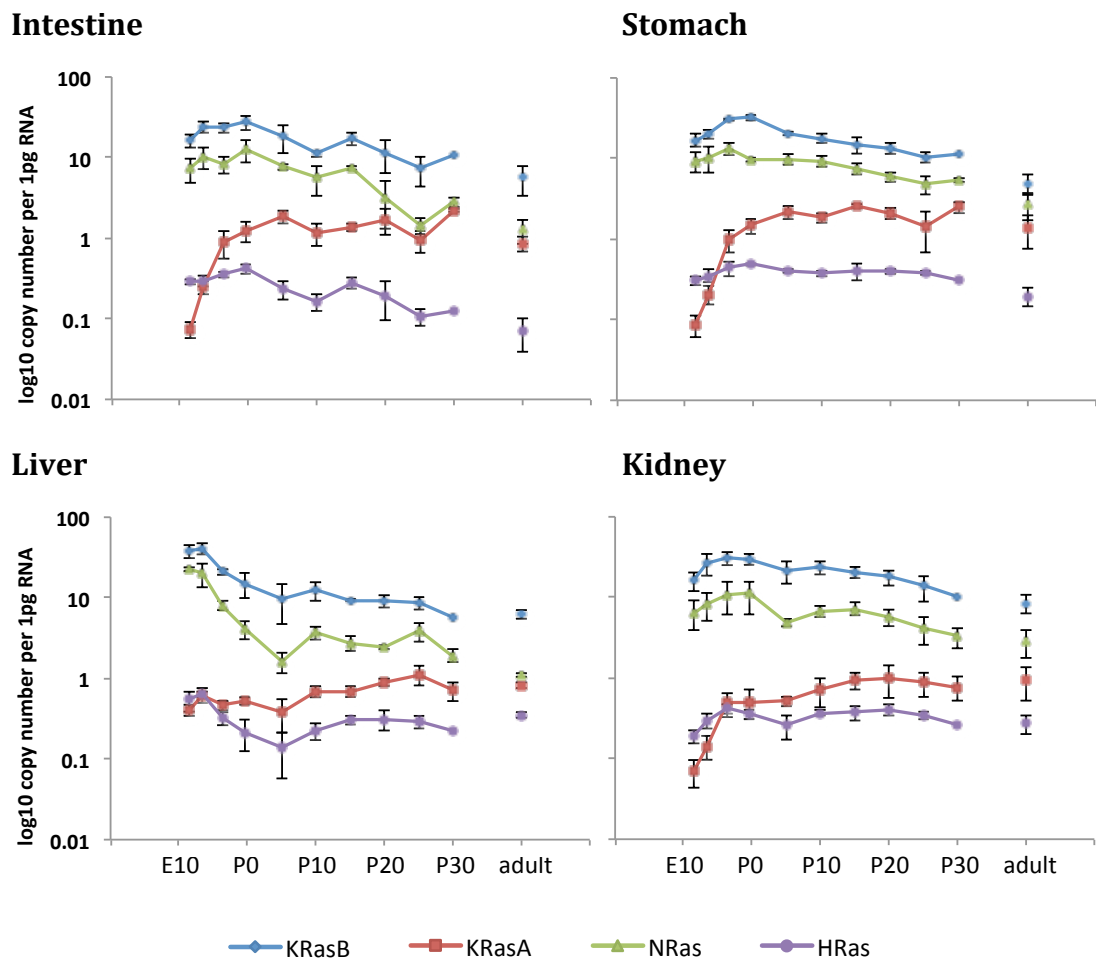 Intestine
Stomach
log10 copy number per 1pg RNA
100
10
1
0.1
0.01
Liver
Kidney
log10 copy number per 1pg RNA
100
10
1
0.1
0.01
E10 P0 P10 P20 P30 adult
E10 P0 P10 P20 P30 adult
KRasB KRasA NRas HRas